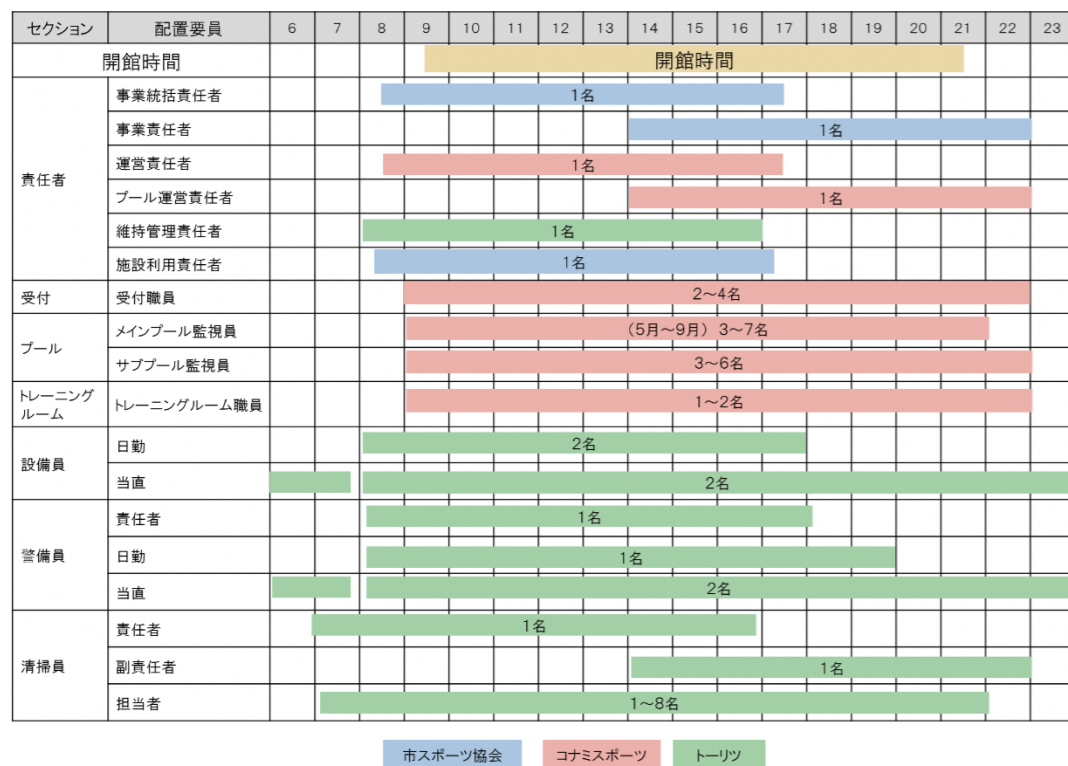 セクション 配置要員 6 7 8 9 10 11 12 13 14 15 16 17 18 19 20 21 22 23
開館時間 開館時間
責任者 事業統括責任者 1名
事業責任者 1名
運営責任者 1名
プール運営責任者 1名
維持管理責任者 1名
施設利用責任者 1名
受付 受付職員 2～4名
プール メインプール監視員 （5月～9月） 3～7名
サブプール監視員 3～6名
トレーニング
ルーム トレーニングルーム職員 1～2名
設備員 日勤 2名
当直 2名
警備員 責任者 1名
日勤 1名
当直 2名
清掃員 責任者 1名
副責任者 1名
担当者 1～8名
市スポーツ協会 コナミスポーツ トーリツ